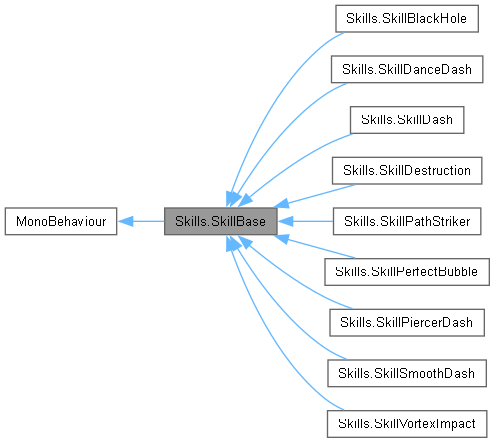 Skills.SkillBlackHole
Skills.SkillDanceDash
Skills.SkillDash
Skills.SkillDestruction
MonoBehaviour
Skills.SkillBase
Skills.SkillPathStriker
Skills.SkillPerfectBubble
Skills.SkillPiercerDash
Skills.SkillSmoothDash
Skills.SkillVortexImpact